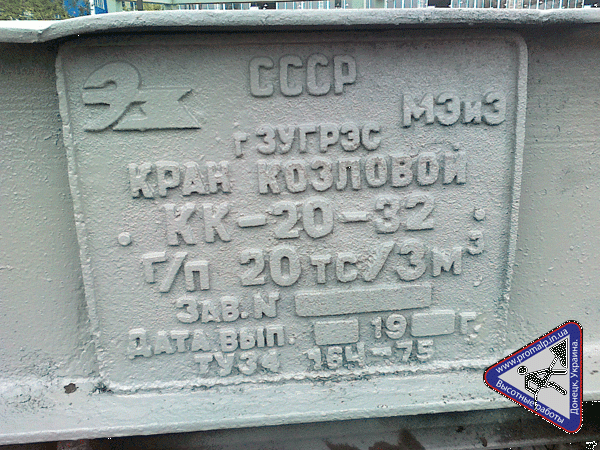 СССР
МЭиЭ
г ЗУГРЭС
КРАН КОЗЛОВОЙ
КК-20-32
Г/П 20ТС/3М³
ЗАВ. N
ДАТА ВЫП. 19 Г.
ТУ34 164-75
www.promalp.in.ua
Высотные работы
Донецк, Украина.